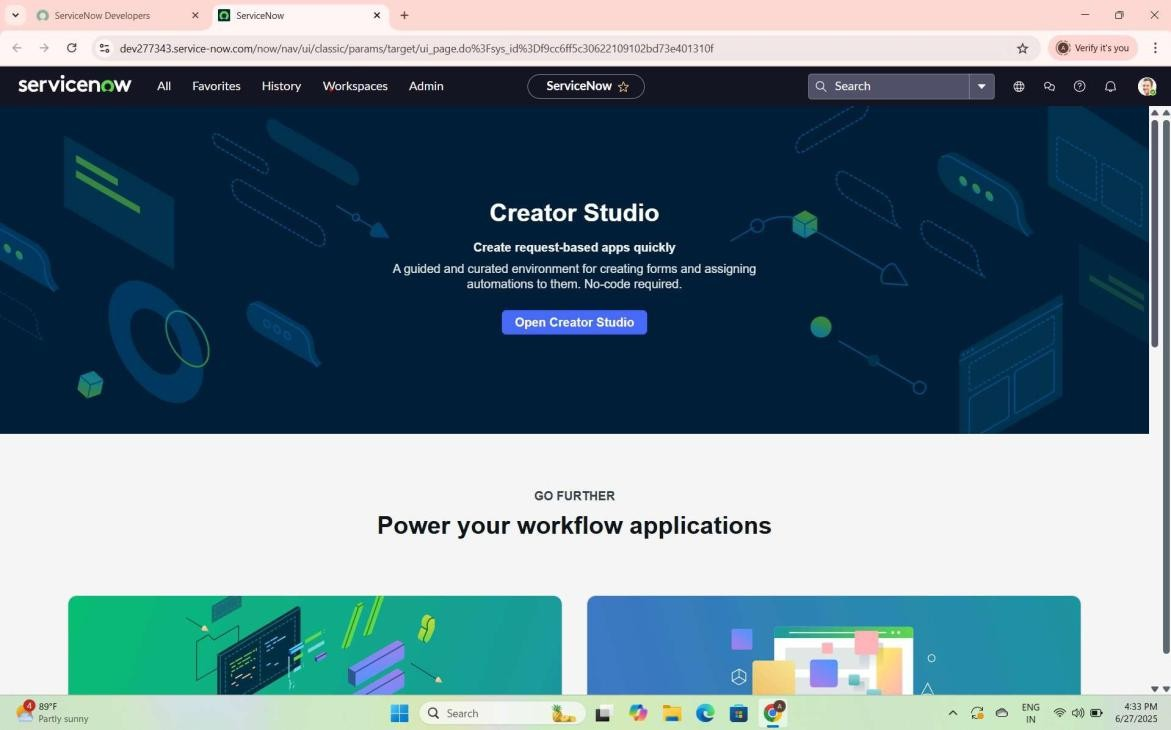 ServiceNow Developers
ServiceNow
dev277343.service-now.com/now/nav/ui/classic/params/target/ui_page.do%3Fsys_id%3Df9cc6ff5c30622109102bd73e401310f
Verify it's you
servicenow
All
Favorites
History
Workspaces
Admin
ServiceNow
Search
Creator Studio
Create request-based apps quickly
A guided and curated environment for creating forms and assigning
automations to them. No-code required.
Open Creator Studio
GO FURTHER
Power your workflow applications
4
89°F
Partly sunny
Search
A
ENG
IN
4:33 PM
6/27/2025